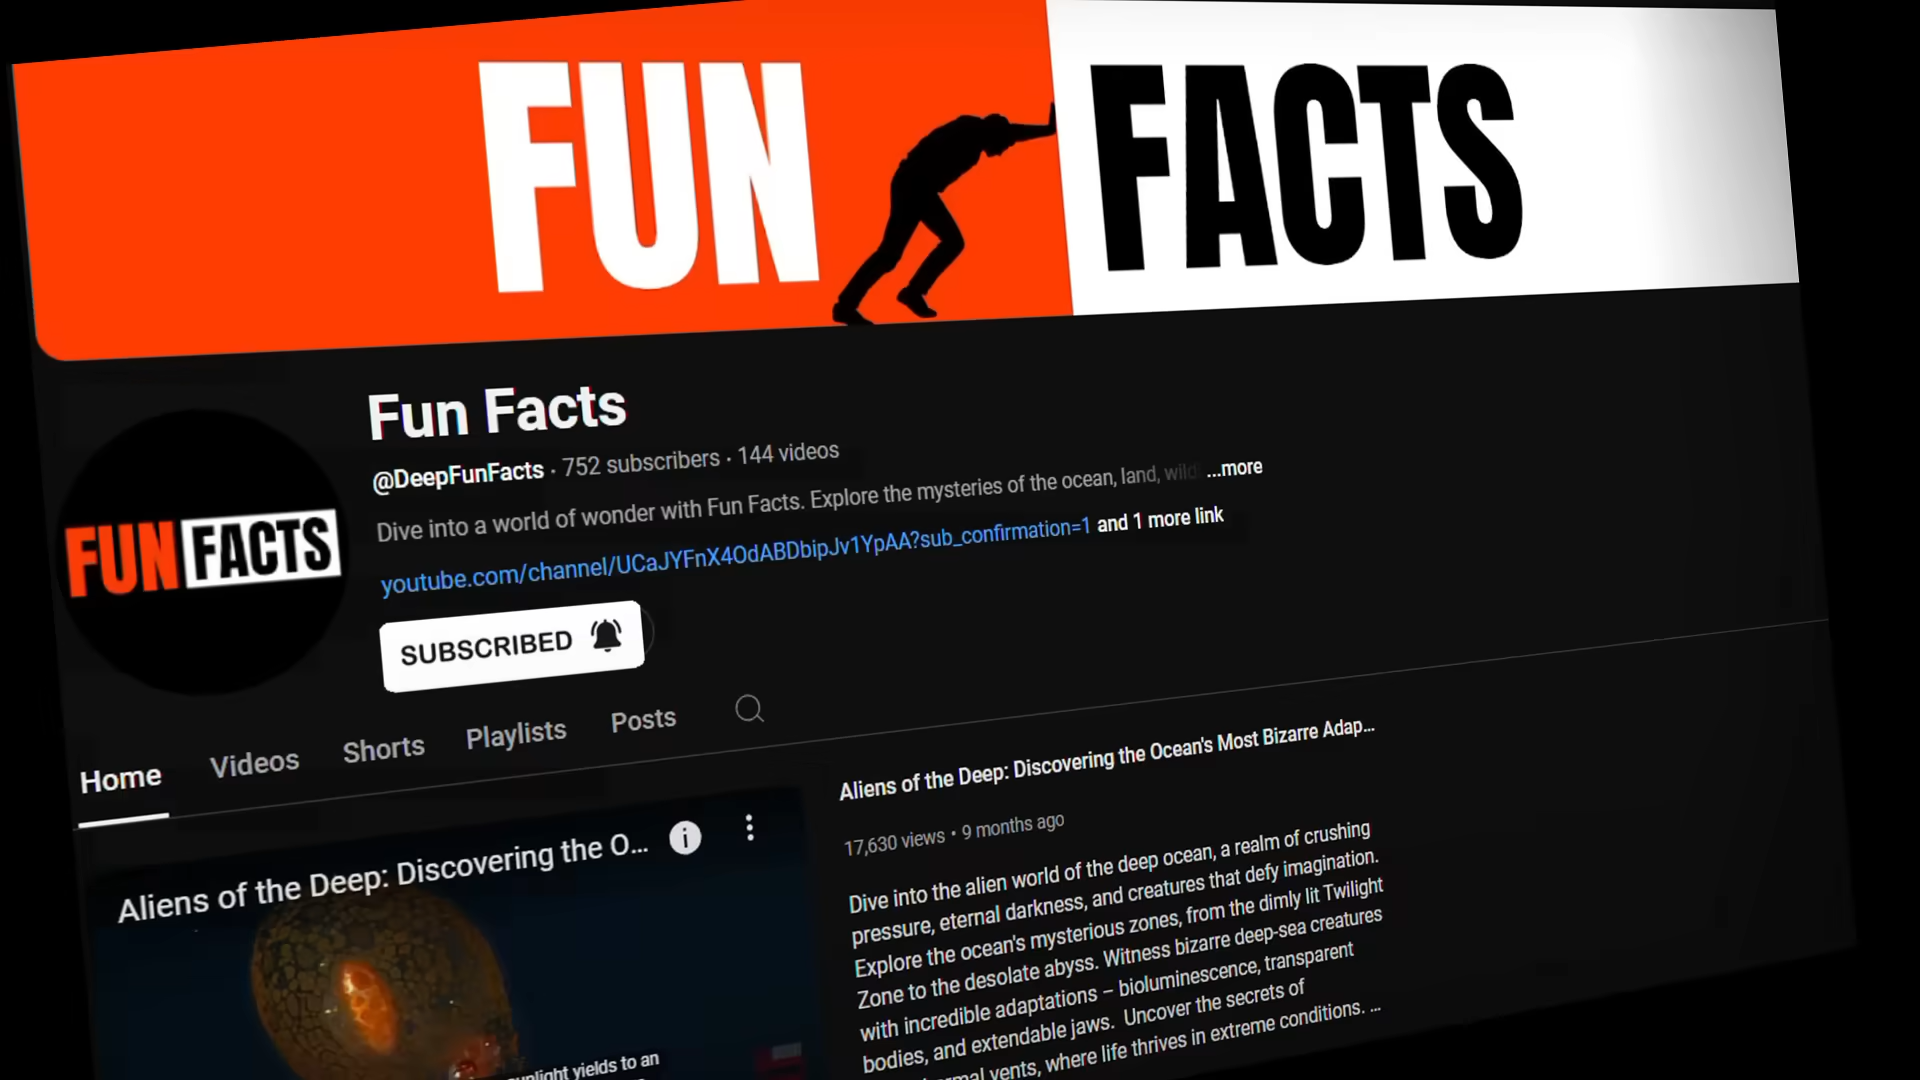 FUN FACTS
Fun Facts
@DeepFunFacts · 752 subscribers · 144 videos
Dive into a world of wonder with Fun Facts. Explore the mysteries of the ocean, land, wild ...more
youtube.com/channel/UCaJYFnX4OdABDbipJv1YpAA?sub_confirmation=1 and 1 more link
FUN FACTS
SUBSCRIBED
Home Videos Shorts Playlists Posts
Aliens of the Deep: Discovering the O...
yields to an
Aliens of the Deep: Discovering the Ocean's Most Bizarre Adap...
17,630 views • 9 months ago
Dive into the alien world of the deep ocean, a realm of crushing
pressure, eternal darkness, and creatures that defy imagination.
Explore the ocean's mysterious zones, from the dimly lit Twilight
Zone to the desolate abyss. Witness bizarre deep-sea creatures
with incredible adaptations – bioluminescence, transparent
bodies, and extendable jaws. Uncover the secrets of
vents, where life thrives in extreme conditions. ...